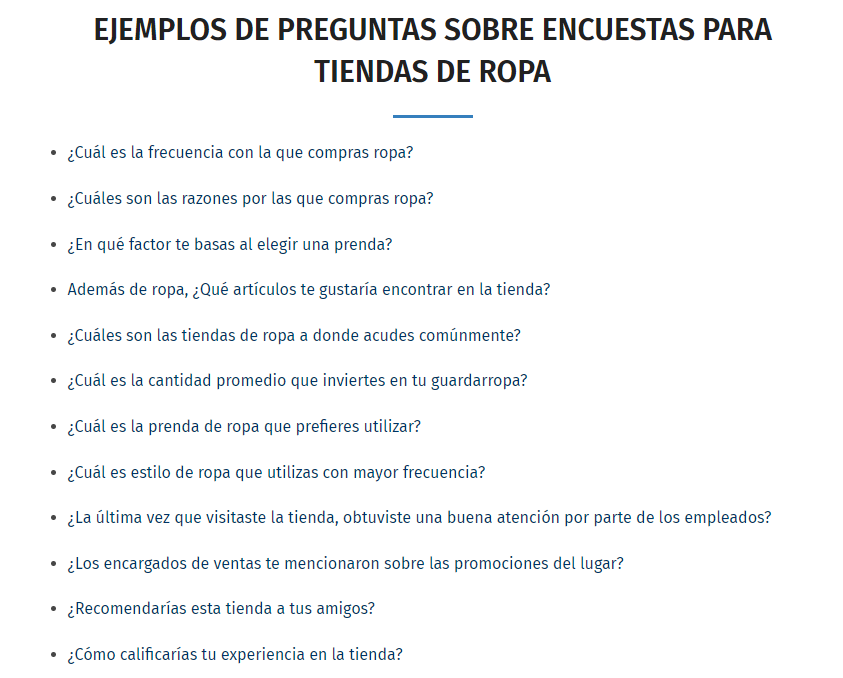 EJEMPLOS DE PREGUNTAS SOBRE ENCUESTAS PARA
TIENDAS DE ROPA
¿Cuál es la frecuencia con la que compras ropa?
¿Cuáles son las razones por las que compras ropa?
¿En qué factor te basas al elegir una prenda?
Además de ropa, ¿Qué artículos te gustaría encontrar en la tienda?
¿Cuáles son las tiendas de ropa a donde acudes comúnmente?
¿Cuál es la cantidad promedio que inviertes en tu guardarropa?
¿Cuál es la prenda de ropa que prefieres utilizar?
¿Cuál es estilo de ropa que utilizas con mayor frecuencia?
¿La última vez que visitaste la tienda, obtuviste una buena atención por parte de los empleados?
¿Los encargados de ventas te mencionaron sobre las promociones del lugar?
¿Recomendarías esta tienda a tus amigos?
¿Cómo calificarías tu experiencia en la tienda?